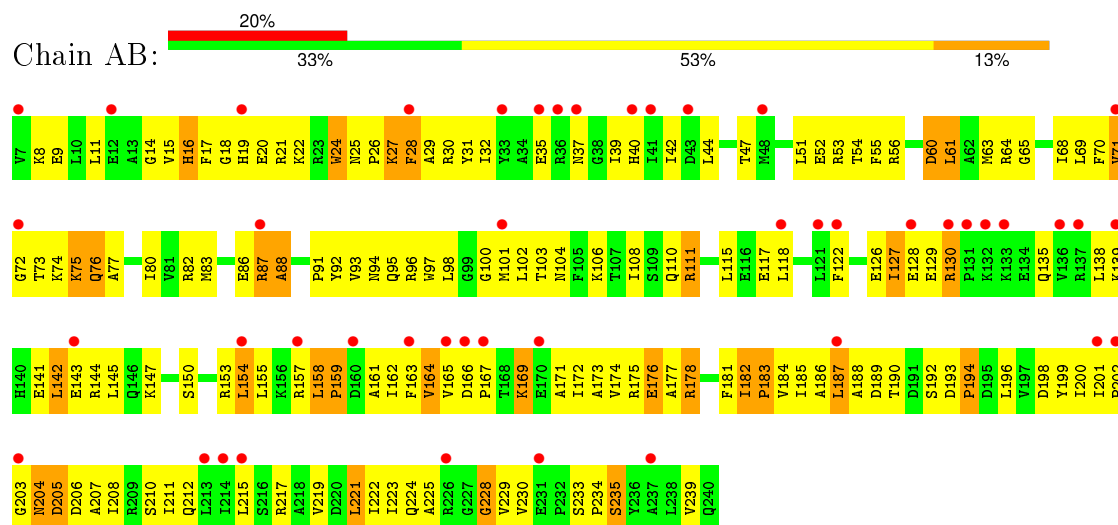 20%
Chain AB:
33% 53% 13%
V7 K8 E9 L10 L11 E12 A13 G14 V15 H16 F17 G18 H19 E20 R21 K22 R23 W24 N25 P26 K27 F28 A29 R30 Y31 I32 Y33 A34 E35 R36 N37 G38 I39 H40 I41 I42 D43 L44 T47 M48 L51 E52 R53 T54 F55 R56 D60 L61 A62 M63 R64 G65 I68 L69 F70 V71
G72 T73 K74 K75 Q76 A77 I80 V81 R82 M83 E86 R87 A88 P91 Y92 V93 N94 Q95 R96 W97 L98 G99 G100 M101 L102 T103 N104 F105 K106 T107 I108 S109 Q110 R111 L115 E116 E117 L118 L121 F122 E126 I127 E128 E129 R130 P131 K132 K133 E134 Q135 V136 R137 L138 K139
H140 E141 L142 E143 R144 L145 Q146 K147 S150 R153 L154 L155 K156 R157 L158 P159 D160 A161 I162 F163 V164 V165 D166 P167 T168 K169 E170 A171 I172 A173 V174 R175 E176 A177 R178 F181 I182 P183 V184 I185 A186 L187 A188 D189 T190 D191 S192 D193 P194 D195 L196 V197 D198 Y199 I200 I201 P202
G203 N204 D205 D206 A207 I208 R209 S210 I211 Q212 L213 I214 L215 S216 R217 A218 V219 D220 L221 I222 I223 Q224 A225 R226 G227 G228 V229 V230 E231 P232 S233 P234 S235 Y236 A237 L238 V239 Q240